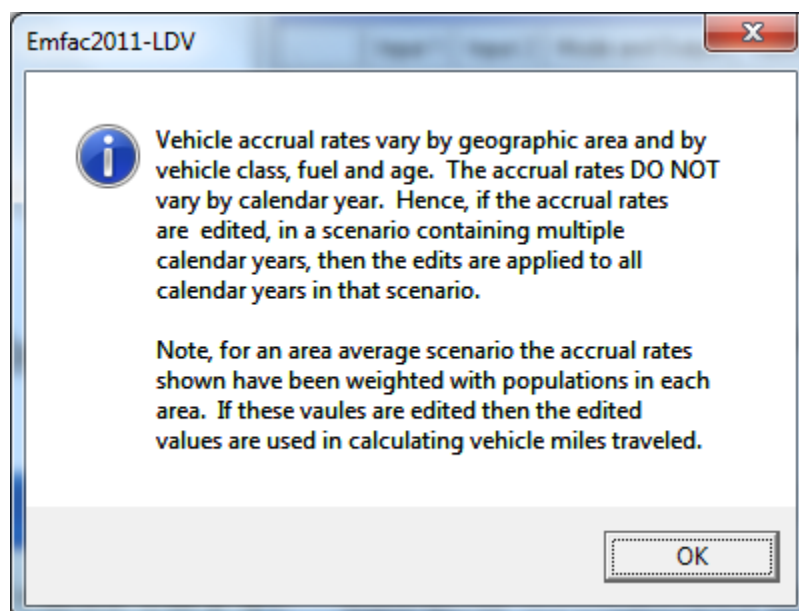 Emfac2011-LDV
Vehicle accrual rates vary by geographic area and by
vehicle class, fuel and age.  The accrual rates DO NOT
vary by calendar year.  Hence, if the accrual rates
are  edited, in a scenario containing multiple
calendar years, then the edits are applied to all
calendar years in that scenario.
Note, for an area average scenario the accrual rates
shown have been weighted with populations in each
area.  If these vaules are edited then the edited
values are used in calculating vehicle miles traveled.
OK